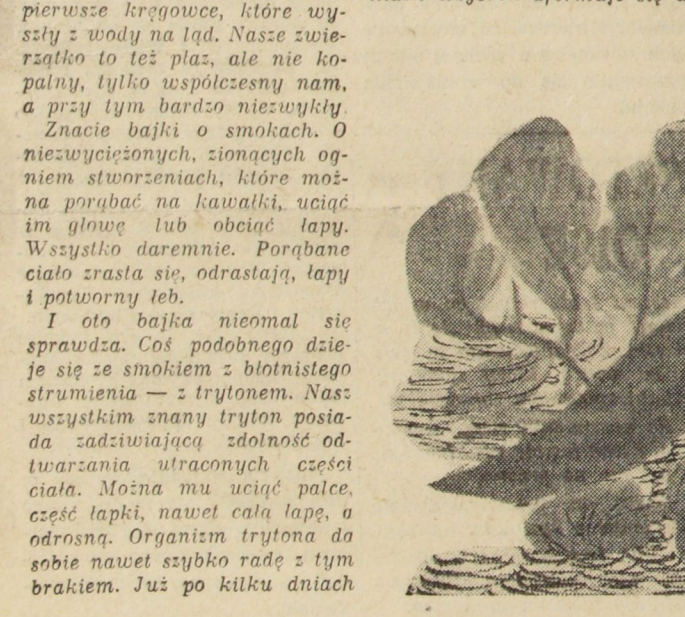 pierwsze kręgowce, które wy-
szły z wody na ląd. Nasze zwie-
rzątko to też płaz, ale nie ko-
palny, tylko współczesny nam,
a przy tym bardzo niezwykły.
Znacie bajki o smokach. O
niezwyciężonych, zionących og-
niem stworzeniach, które moż-
na porąbać na kawałki, uciąć
im głowę lub obciąć łapy.
Wszystko daremnie. Porąbane
ciało zrasta się, odrastają, łapy
i potworny łeb.
I oto bajka nieomal się
sprawdza. Coś podobnego dzie-
je się ze smokiem z błotnistego
strumienia — z trytonem. Nasz
wszystkim znany tryton posia-
da zadziwiającą zdolność od-
twarzania utraconych części
ciała. Można mu uciąć palce,
część łapki, nawet całą łapę, a
odrosną. Organizm trytona da
sobie nawet szybko radę z tym
brakiem. Już po kilku dniach